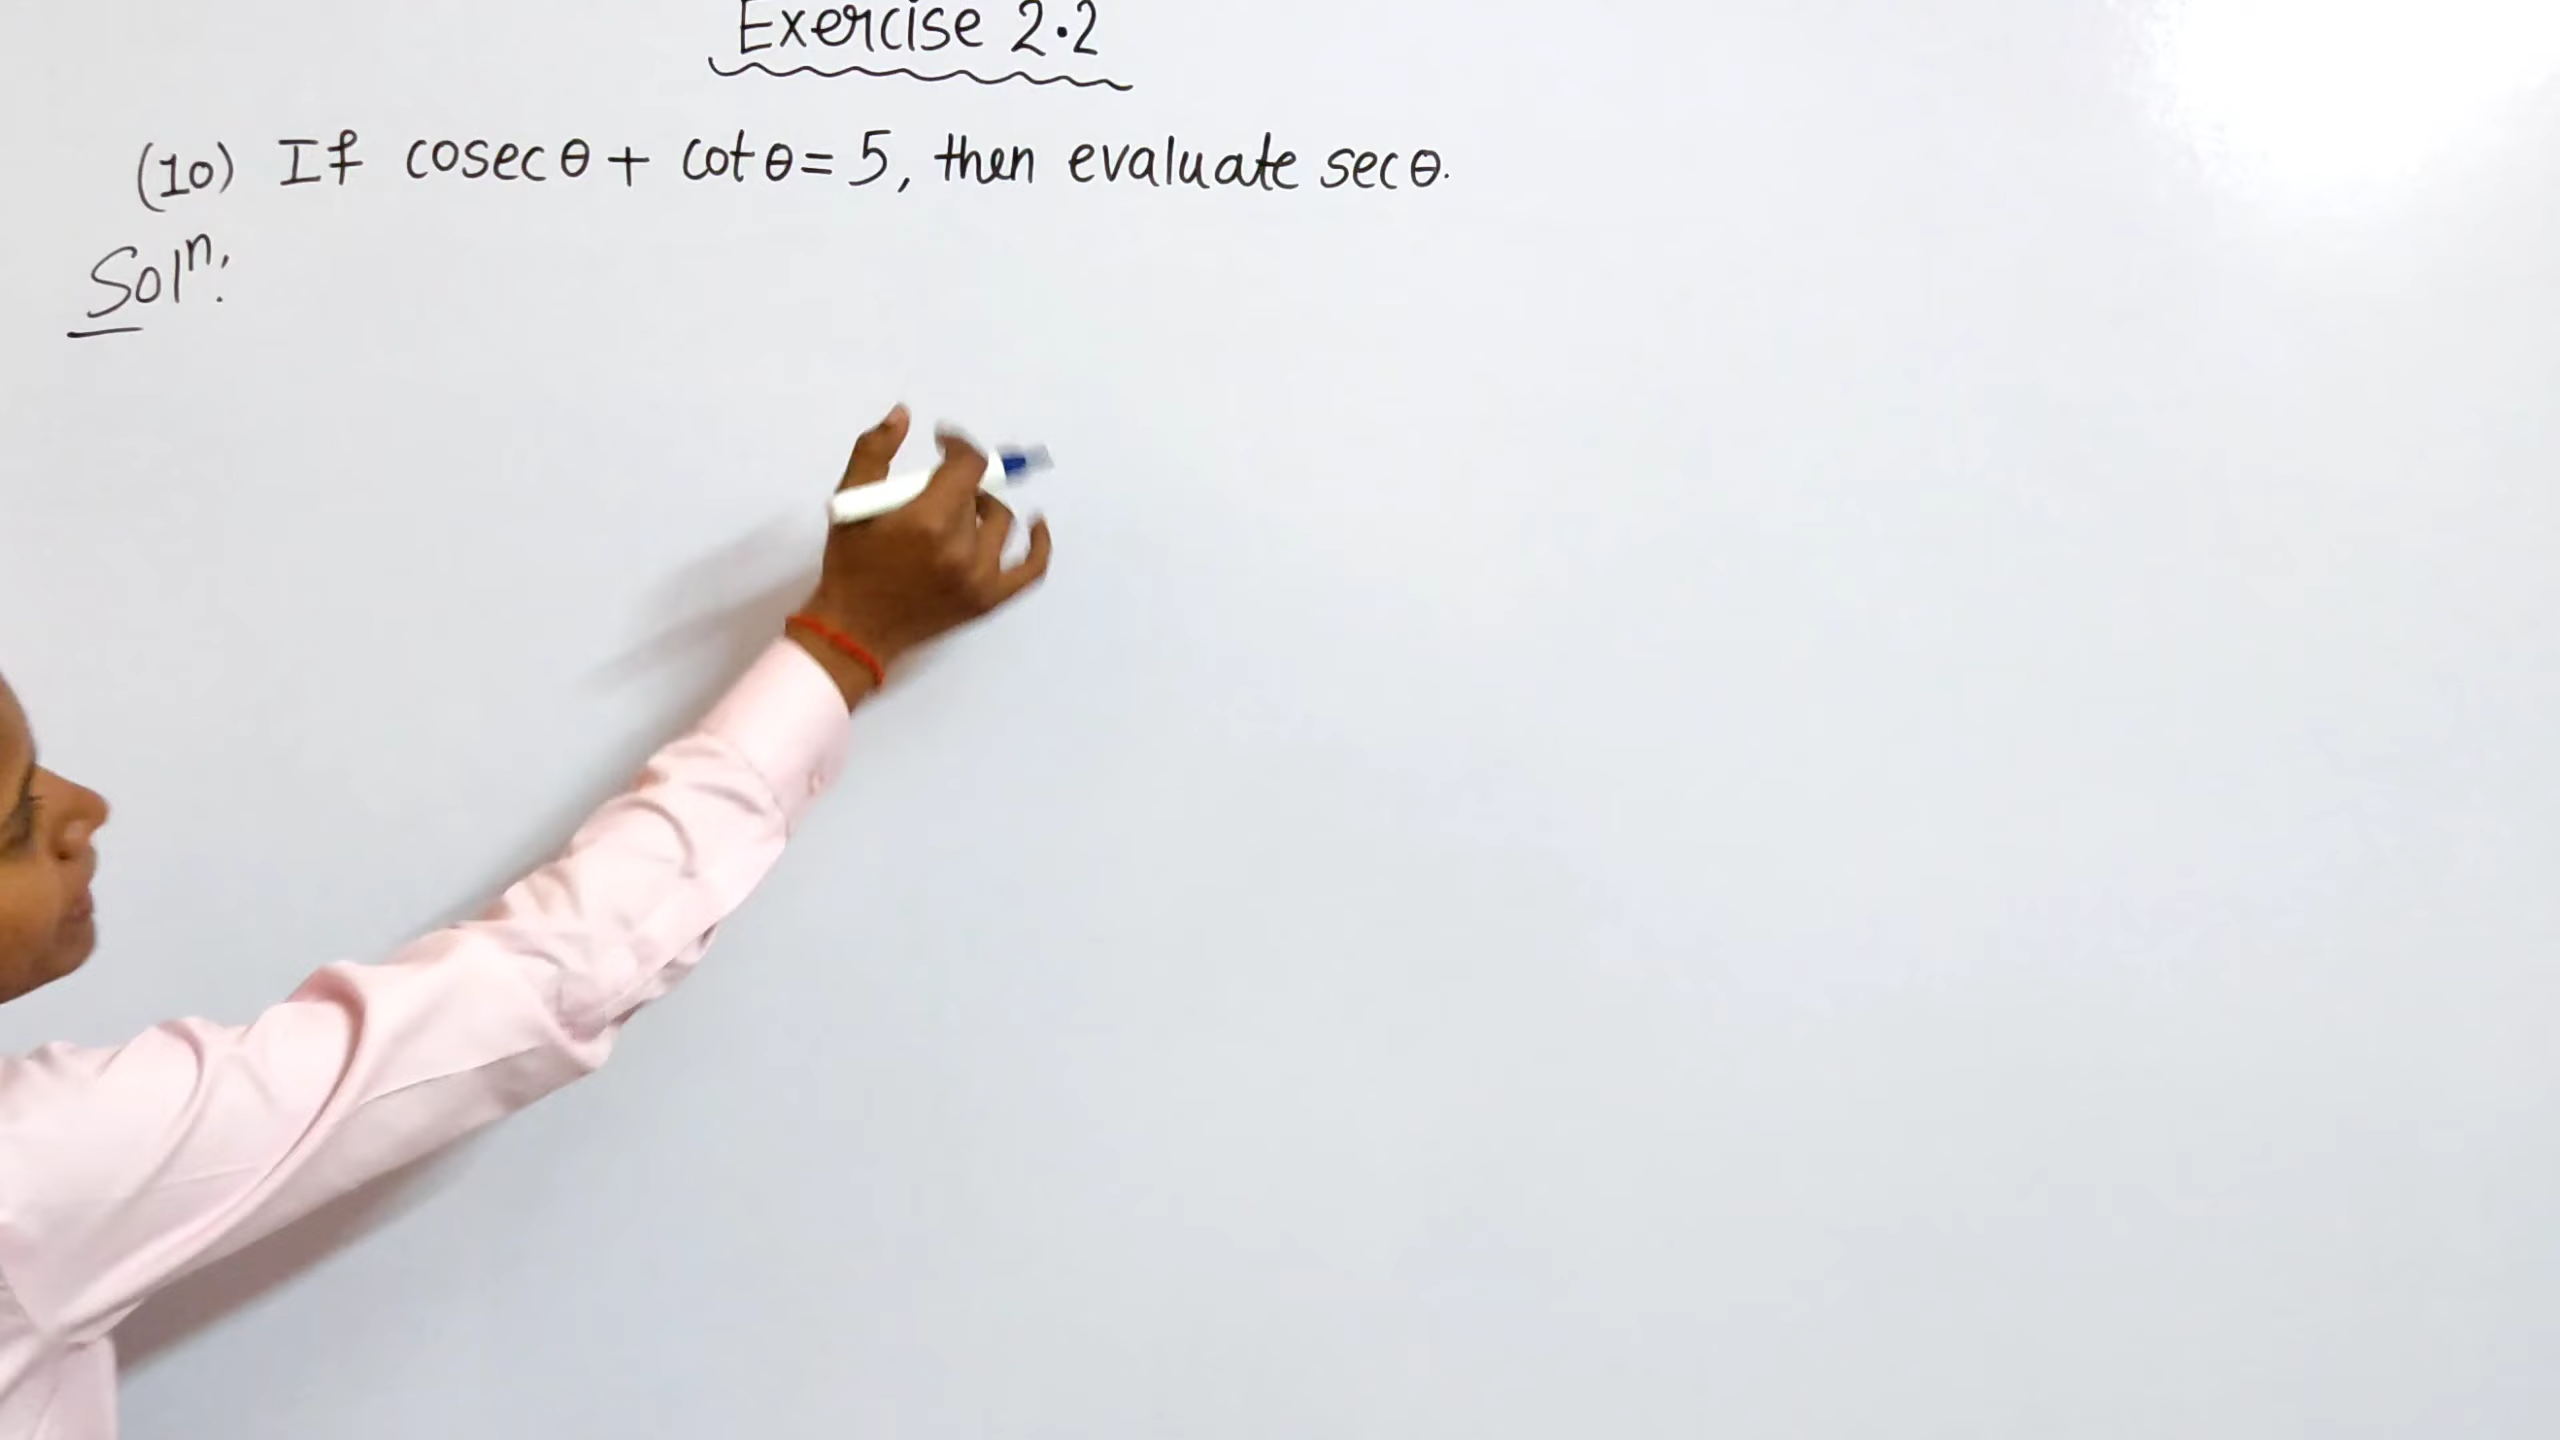 Exercise 2.2
(10) If cosec θ + cot θ = 5, then evaluate sec θ.
Solⁿ: